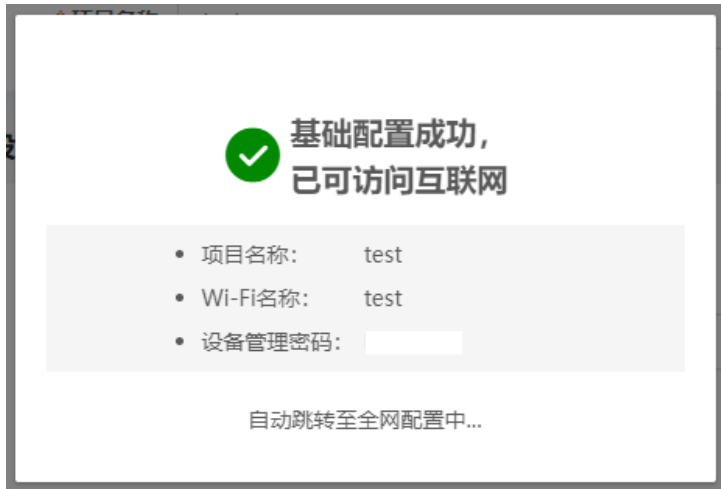 基础配置成功,
已可访问互联网
项目名称: test
Wi-Fi名称: test
设备管理密码:
自动跳转至全网配置中...